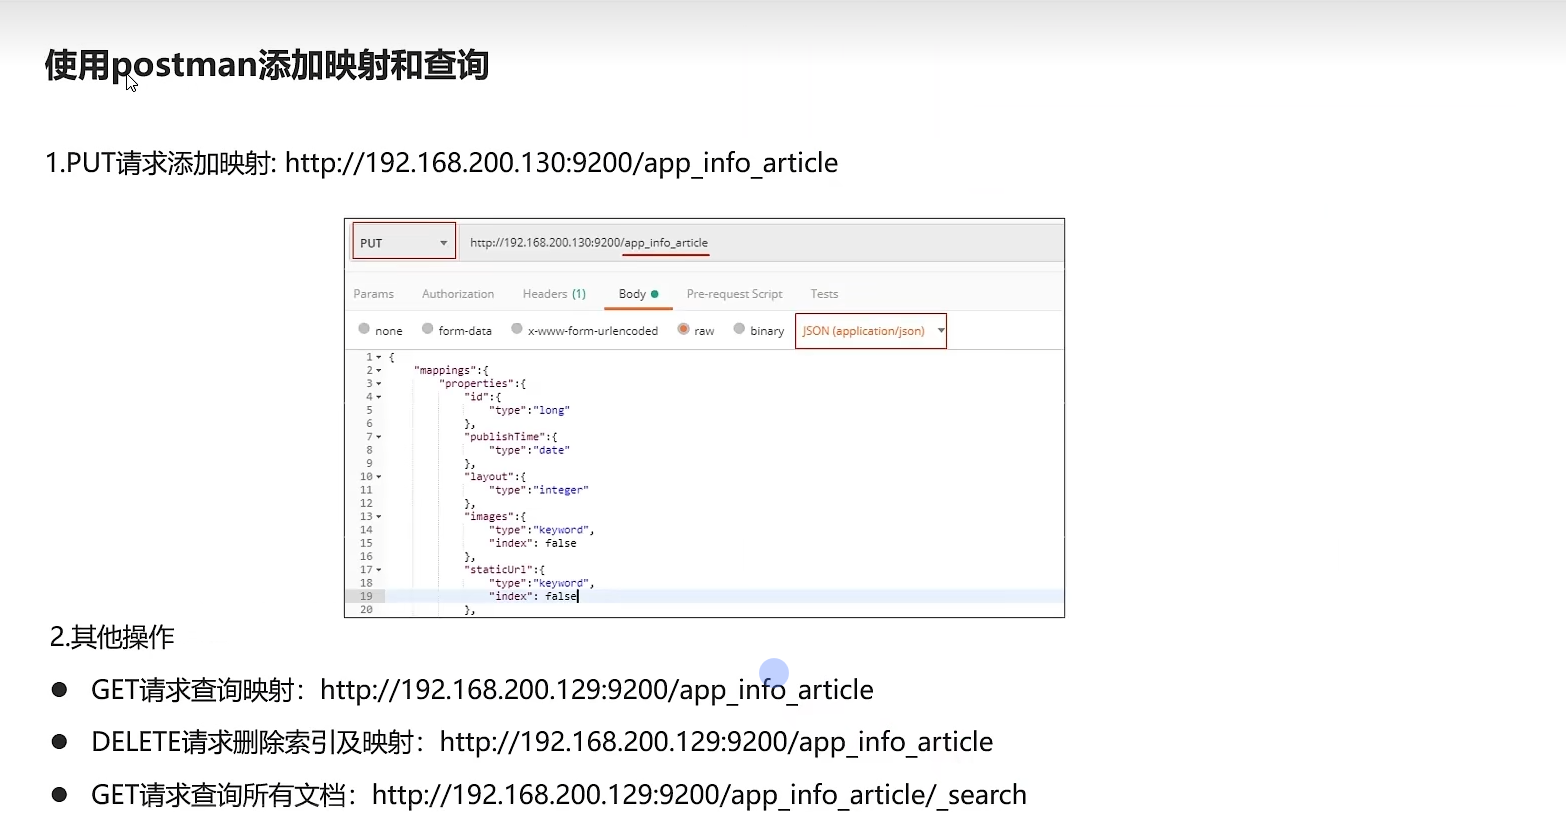 使用postman添加映射和查询
1.PUT请求添加映射: http://192.168.200.130:9200/app_info_article
PUT http://192.168.200.130:9200/app_info_article
Params Authorization Headers (1) Body Pre-request Script Tests
none form-data x-www-form-urlencoded raw binary JSON (application/json)
1 {
2 "mappings":{
3 "properties":{
4 "id":{
5 "type":"long"
6 },
7 "publishTime":{
8 "type":"date"
9 },
10 "layout":{
11 "type":"integer"
12 },
13 "images":{
14 "type":"keyword",
15 "index": false
16 },
17 "staticUrl":{
18 "type":"keyword",
19 "index": false
20 },
2.其他操作
● GET请求查询映射：http://192.168.200.129:9200/app_info_article
● DELETE请求删除索引及映射：http://192.168.200.129:9200/app_info_article
● GET请求查询所有文档：http://192.168.200.129:9200/app_info_article/_search